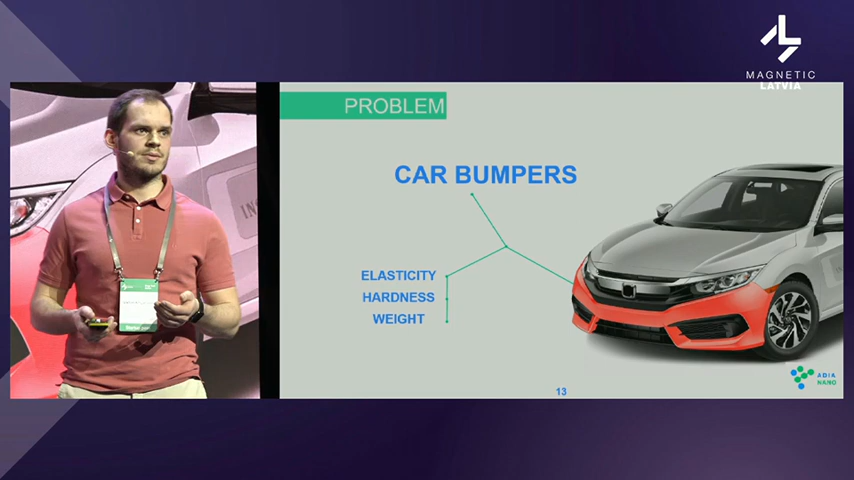 MAGNETIC
LATVIA
PROBLEM
CAR BUMPERS
ELASTICITY
HARDNESS
WEIGHT
13
ADIA
NANO